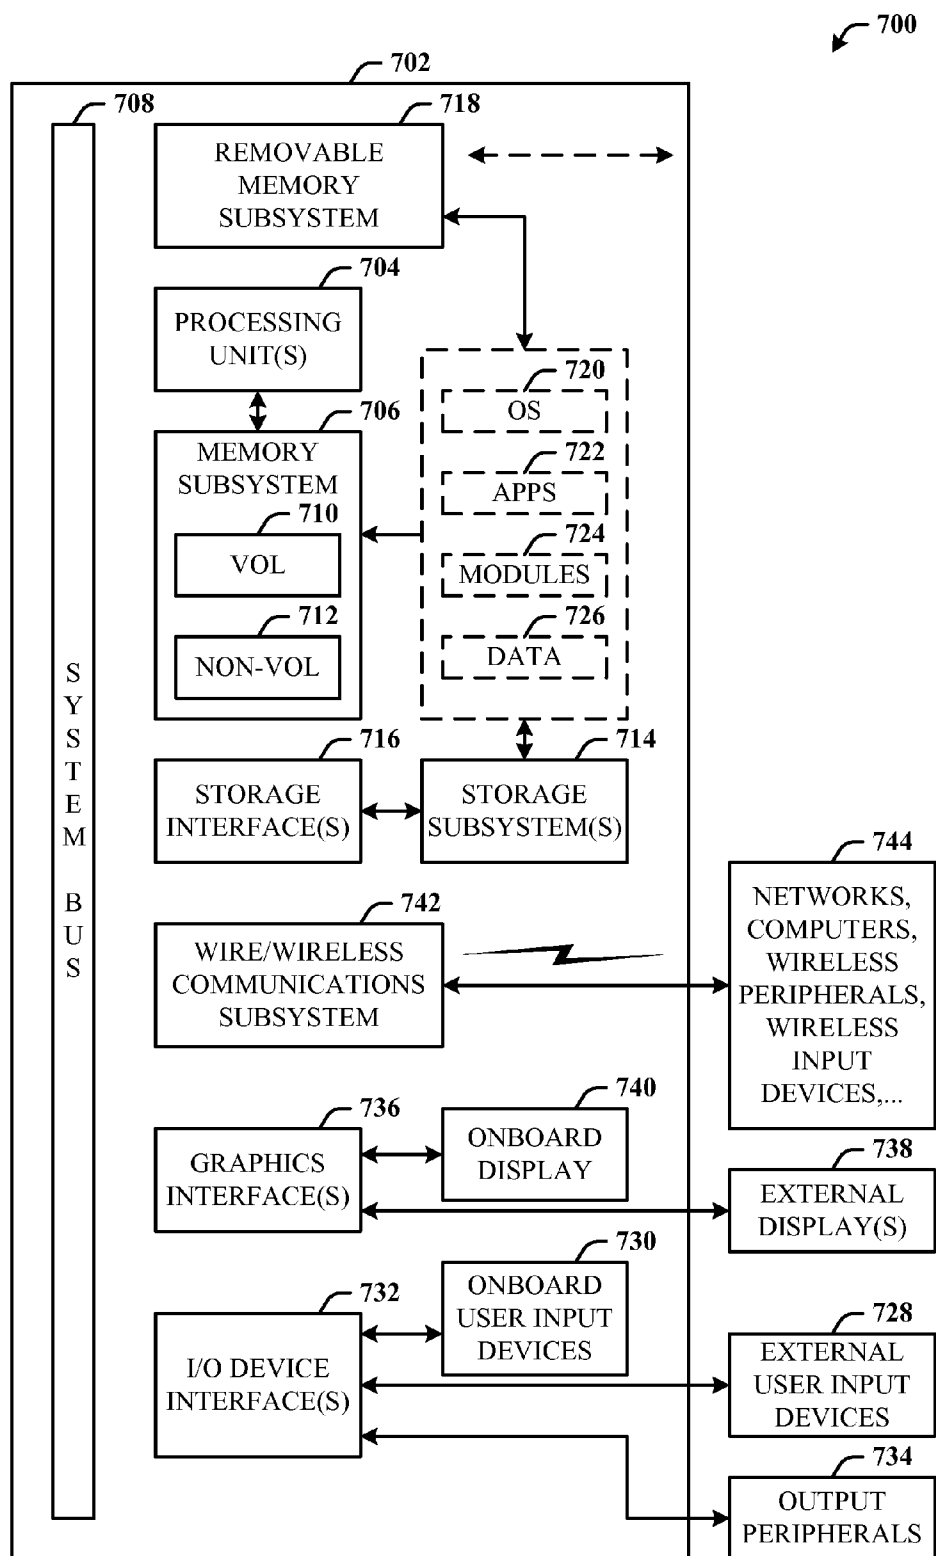 700
702
708
718
REMOVABLE
MEMORY
SUBSYSTEM
704
PROCESSING
UNIT(S)
706
MEMORY
SUBSYSTEM
710
VOL
712
NON-VOL
720
OS
722
APPS
724
MODULES
726
DATA
SYSTEM BUS
716
STORAGE
INTERFACE(S)
714
STORAGE
SUBSYSTEM(S)
742
WIRE/WIRELESS
COMMUNICATIONS
SUBSYSTEM
744
NETWORKS,
COMPUTERS,
WIRELESS
PERIPHERALS,
WIRELESS
INPUT
DEVICES,...
736
GRAPHICS
INTERFACE(S)
740
ONBOARD
DISPLAY
738
EXTERNAL
DISPLAY(S)
732
I/O DEVICE
INTERFACE(S)
730
ONBOARD
USER INPUT
DEVICES
728
EXTERNAL
USER INPUT
DEVICES
734
OUTPUT
PERIPHERALS